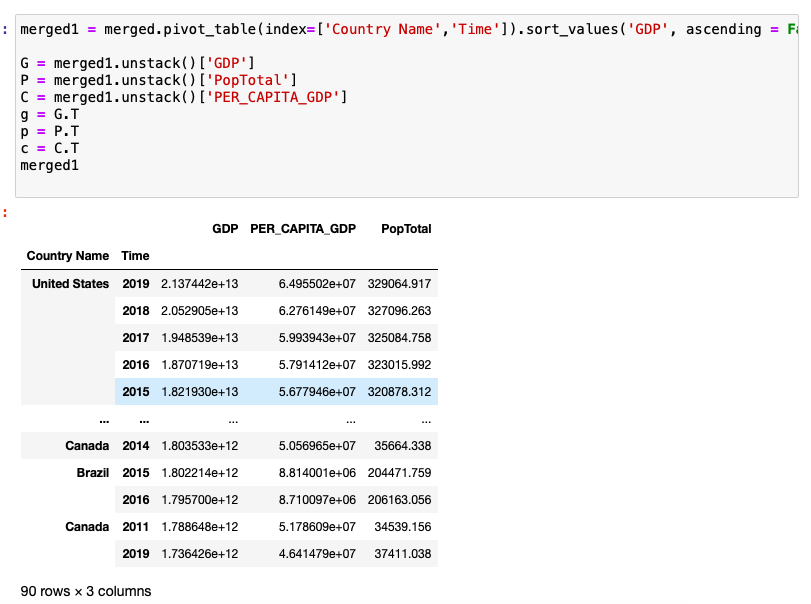 : merged1 = merged.pivot_table(index=['Country Name','Time']).sort_values('GDP', ascending = Fa
G = merged1.unstack()['GDP']
P = merged1.unstack()['PopTotal']
C = merged1.unstack()['PER_CAPITA_GDP']
g = G.T
p = P.T
c = C.T
merged1
:
GDP PER_CAPITA_GDP PopTotal
Country Name Time
United States 2019 2.137442e+13 6.495502e+07 329064.917
2018 2.052905e+13 6.276149e+07 327096.263
2017 1.948539e+13 5.993943e+07 325084.758
2016 1.870719e+13 5.791412e+07 323015.992
2015 1.821930e+13 5.677946e+07 320878.312
... ... ... ... ...
Canada 2014 1.803533e+12 5.056965e+07 35664.338
Brazil 2015 1.802214e+12 8.814001e+06 204471.759
2016 1.795700e+12 8.710097e+06 206163.056
Canada 2011 1.788648e+12 5.178609e+07 34539.156
2019 1.736426e+12 4.641479e+07 37411.038
90 rows × 3 columns